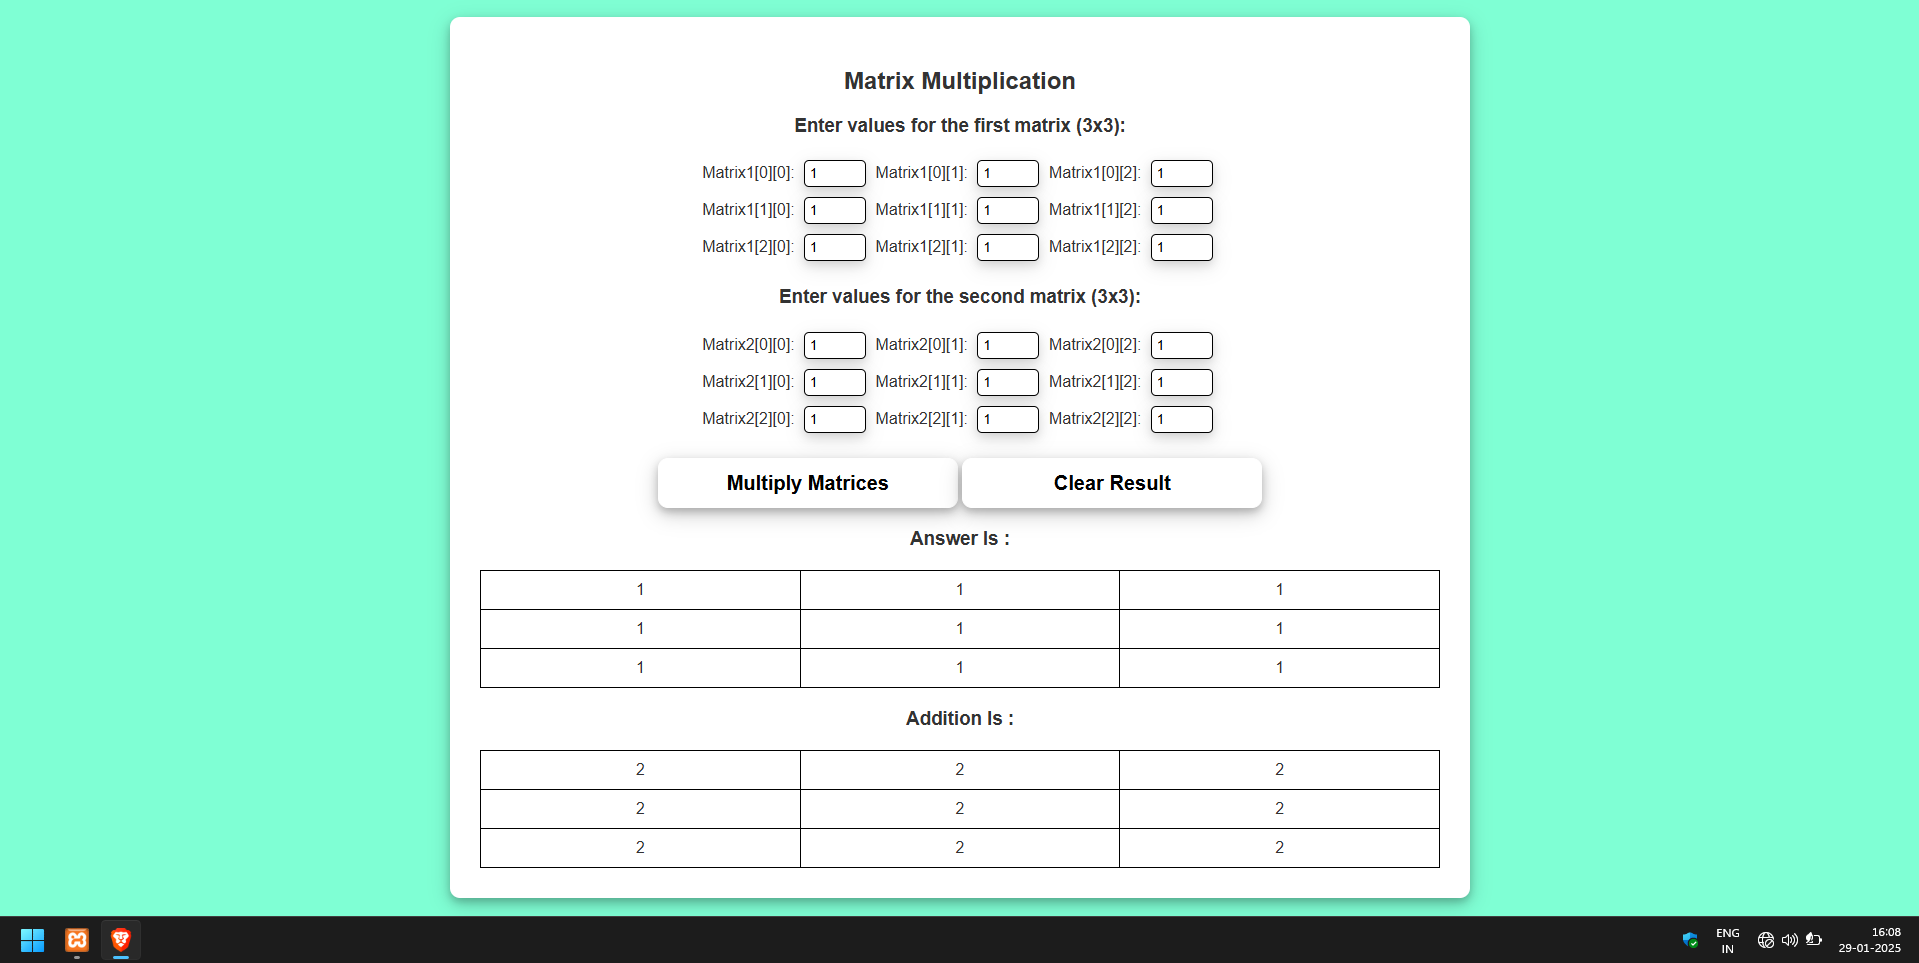 Matrix Multiplication
Enter values for the first matrix (3x3):
Matrix1[0][0]: 1 Matrix1[0][1]: 1 Matrix1[0][2]: 1
Matrix1[1][0]: 1 Matrix1[1][1]: 1 Matrix1[1][2]: 1
Matrix1[2][0]: 1 Matrix1[2][1]: 1 Matrix1[2][2]: 1
Enter values for the second matrix (3x3):
Matrix2[0][0]: 1 Matrix2[0][1]: 1 Matrix2[0][2]: 1
Matrix2[1][0]: 1 Matrix2[1][1]: 1 Matrix2[1][2]: 1
Matrix2[2][0]: 1 Matrix2[2][1]: 1 Matrix2[2][2]: 1
Multiply Matrices Clear Result
Answer Is :
1 1 1
1 1 1
1 1 1
Addition Is :
2 2 2
2 2 2
2 2 2
ENG
IN
16:08
29-01-2025